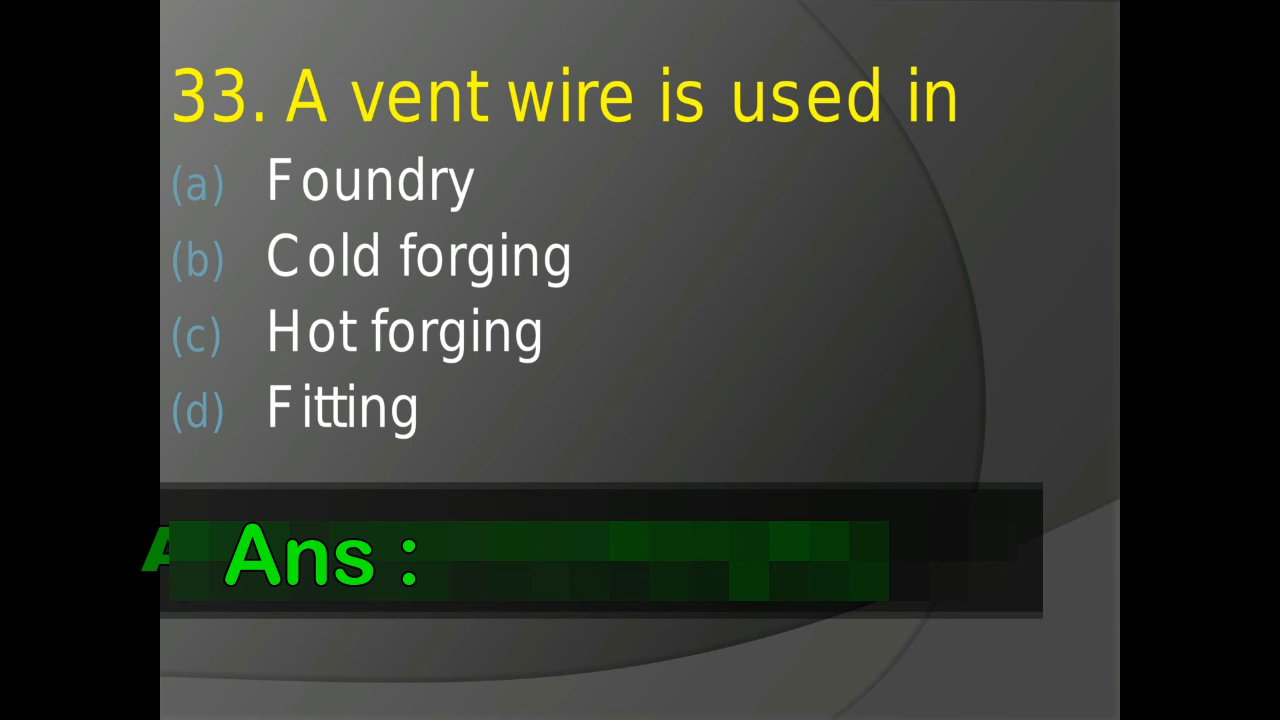 33. A vent wire is used in
(a) Foundry
(b) Cold forging
(c) Hot forging
(d) Fitting
Ans :